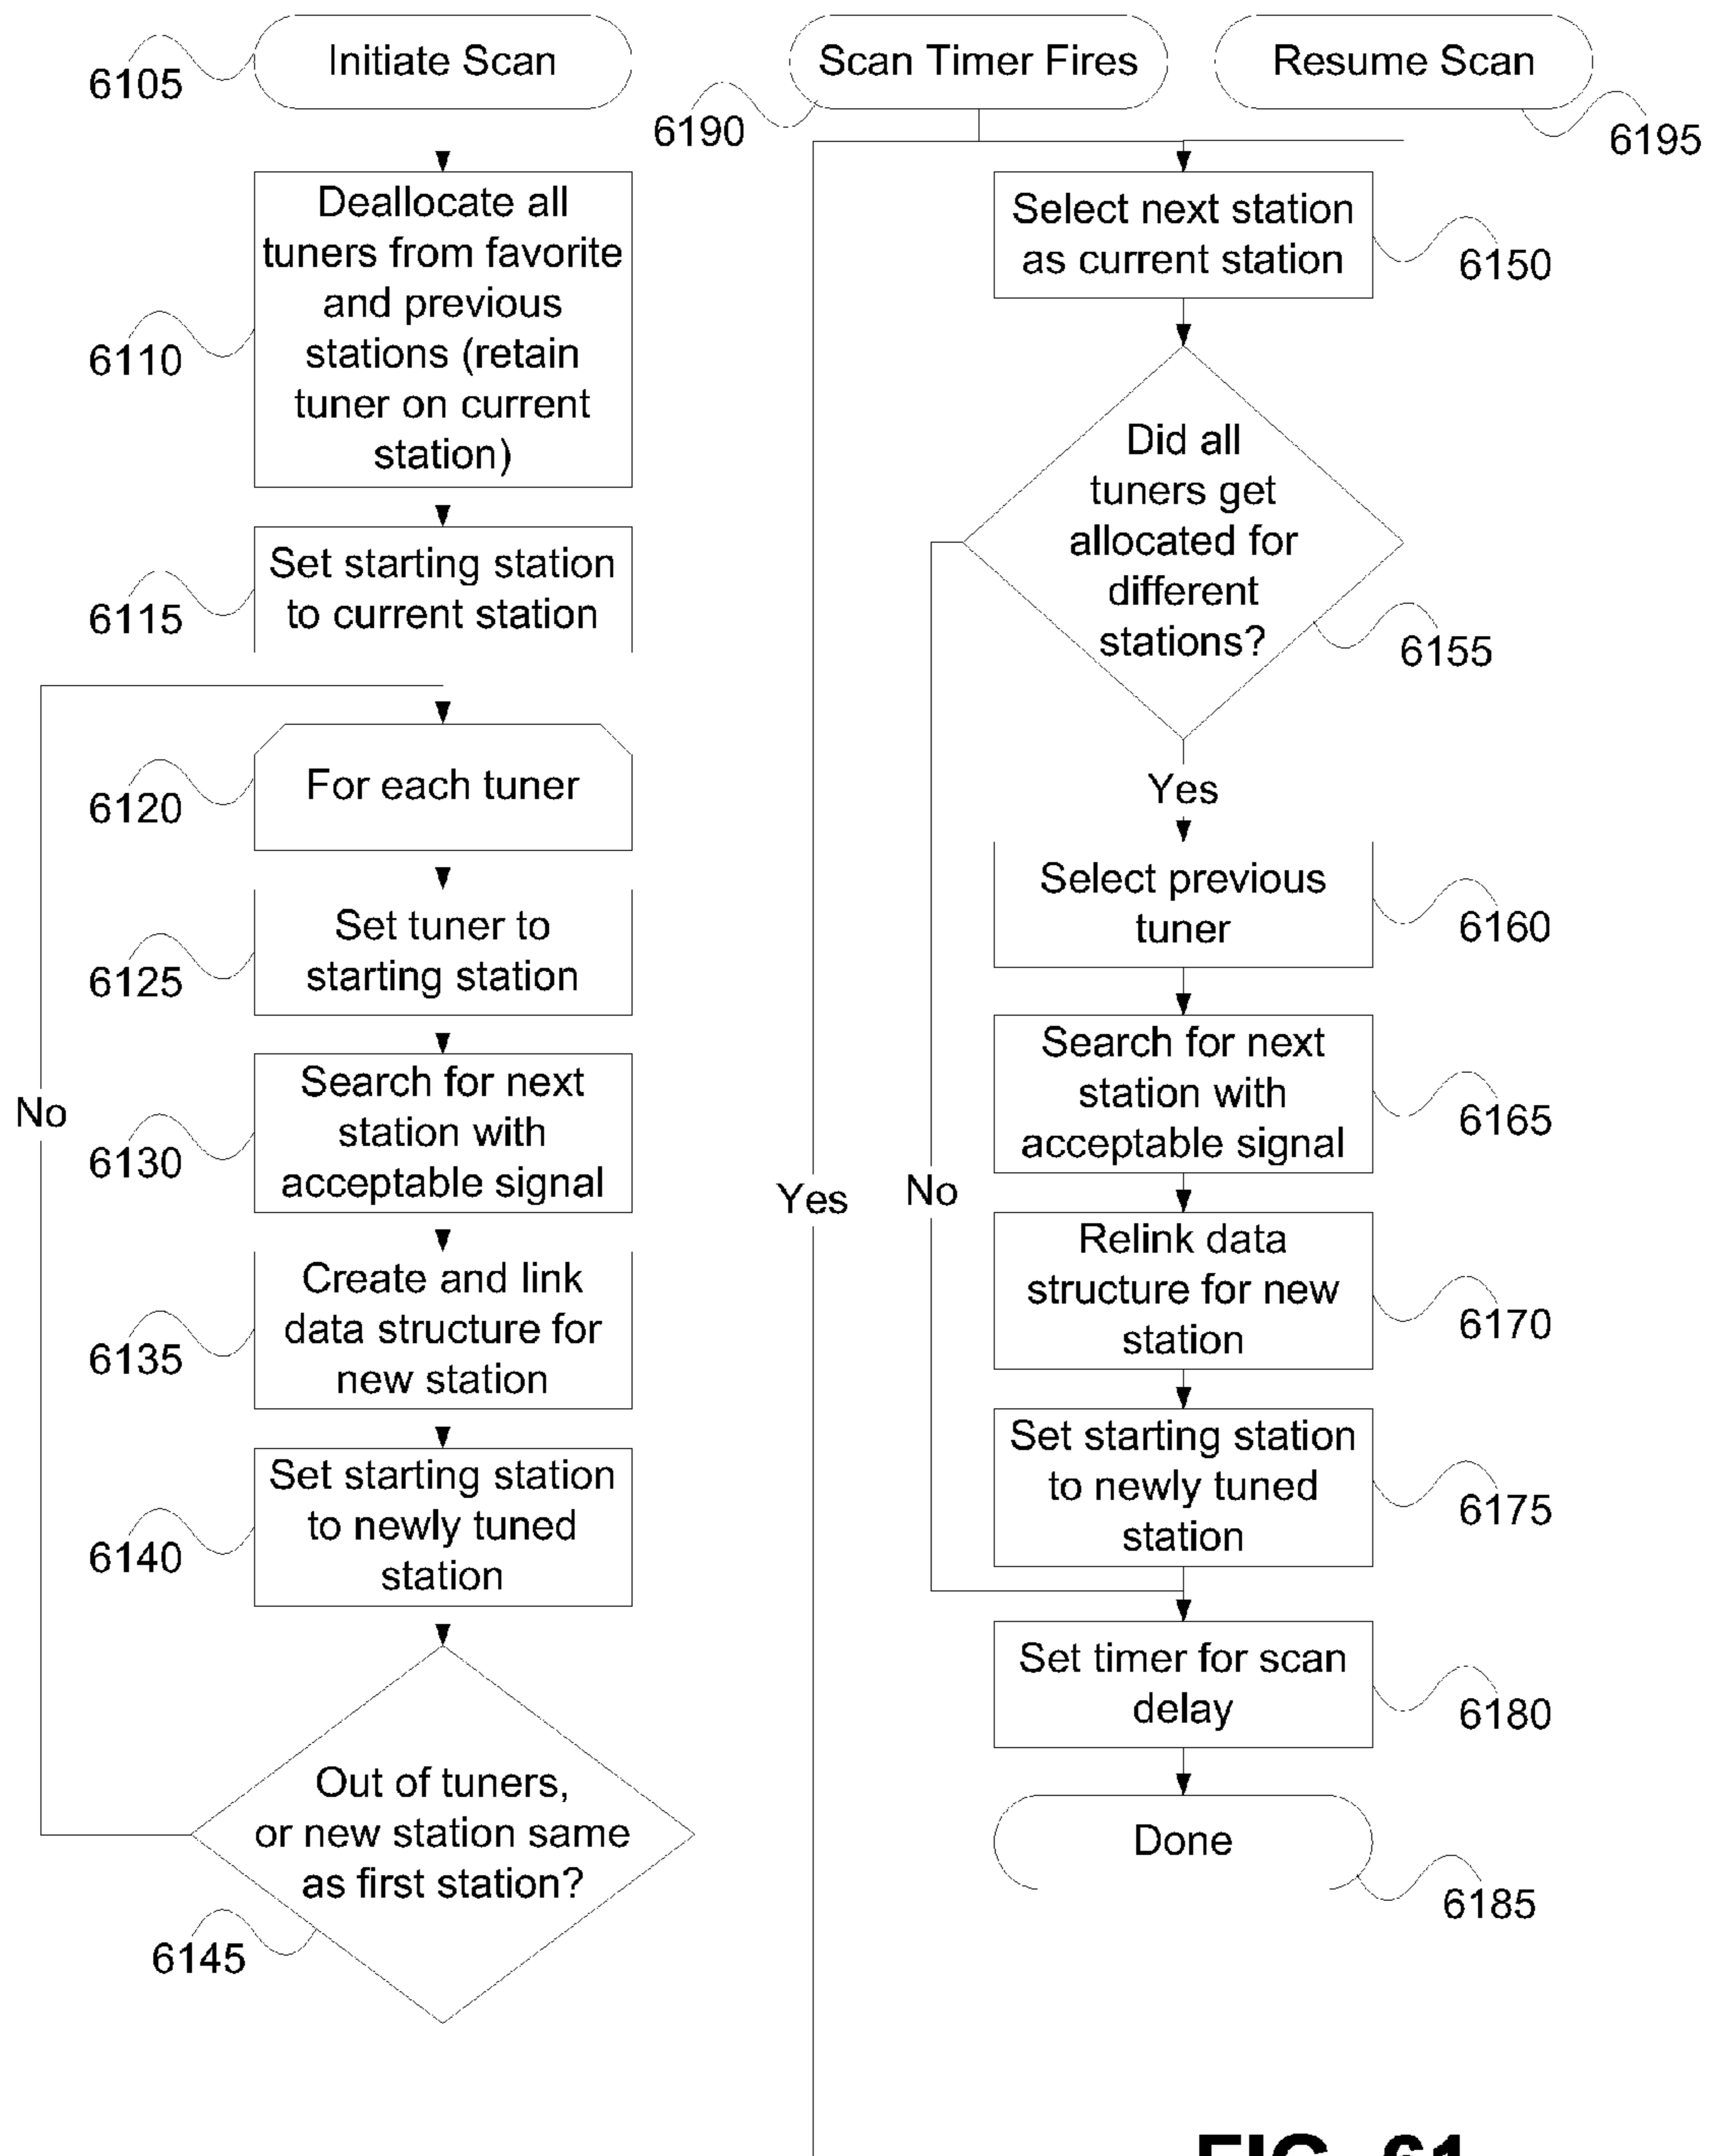 Initiate Scan
6105
Deallocate all
tuners from favorite
and previous
stations (retain
tuner on current
station)
6110
Set starting station
to current station
6115
For each tuner
6120
Set tuner to
starting station
6125
Search for next
station with
acceptable signal
6130
No
Create and link
data structure for
new station
6135
Set starting station
to newly tuned
station
6140
Out of tuners,
or new station same
as first station?
6145
Yes
Scan Timer Fires
6190
Resume Scan
6195
Select next station
as current station
6150
Did all
tuners get
allocated for
different
stations?
6155
Yes
No
Select previous
tuner
6160
Search for next
station with
acceptable signal
6165
Relink data
structure for new
station
6170
Set starting station
to newly tuned
station
6175
Set timer for scan
delay
6180
Done
6185
FIG. 61